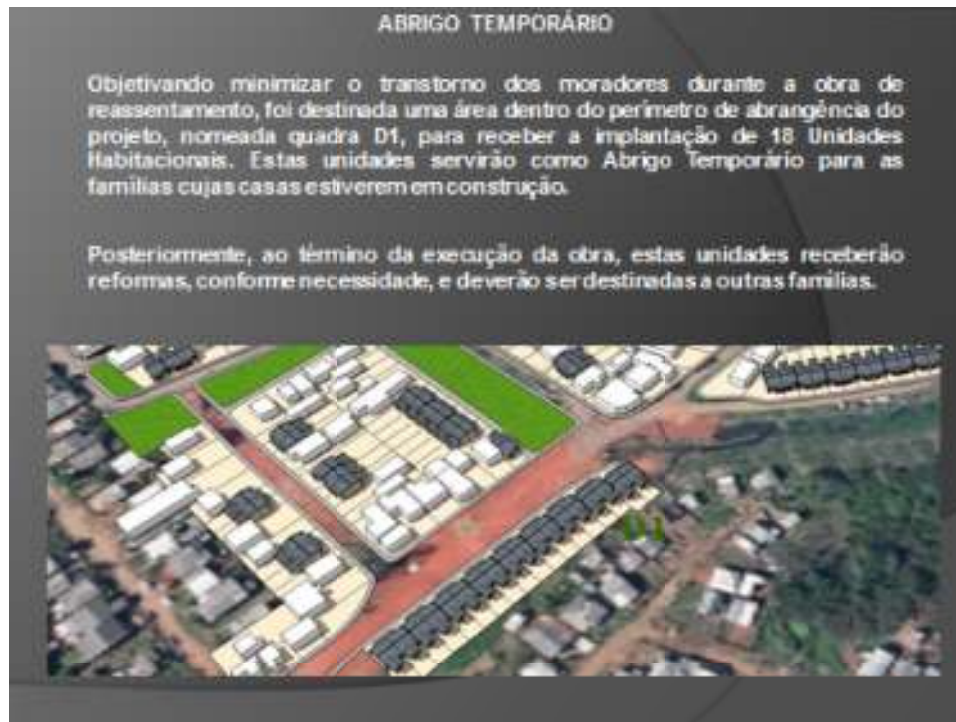 ABRIGO TEMPORÁRIO
Objetivando minimizar o transtorno dos moradores durante a obra de
reassentamento, foi destinada uma área dentro do perímetro de abrangência do
projeto, nomeada quadra D1, para receber a implantação de 18 Unidades
Habitacionais. Estas unidades servirão como Abrigo Temporário para as
famílias cujas casas estiverem em construção.
Posteriormente, ao término da execução da obra, estas unidades receberão
reformas, conforme necessidade, e deverão ser destinadas a outras famílias.
D1